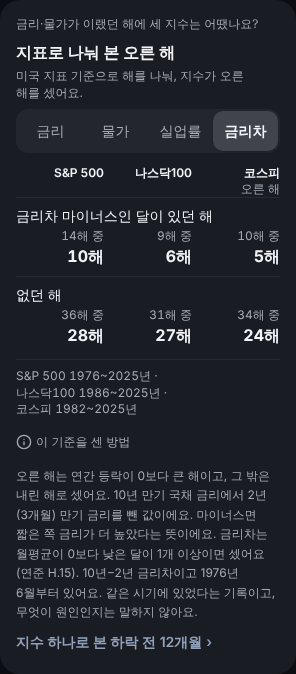 금리·물가가 이랬던 해에 세 지수는 어땠나요?
지표로 나눠 본 오른 해
미국 지표 기준으로 해를 나눠, 지수가 오른
해를 셌어요.
금리 물가 실업률 금리차
S&P 500 나스닥100 코스피
오른 해
금리차 마이너스인 달이 있던 해
14해 중 9해 중 10해 중
10해 6해 5해
없던 해
36해 중 31해 중 34해 중
28해 27해 24해
S&P 500 1976~2025년 ·
나스닥100 1986~2025년 ·
코스피 1982~2025년
이 기준을 센 방법
오른 해는 연간 등락이 0보다 큰 해이고, 그 밖은
내린 해로 셌어요. 10년 만기 국채 금리에서 2년
(3개월) 만기 금리를 뺀 값이에요. 마이너스면
짧은 쪽 금리가 더 높았다는 뜻이에요. 금리차는
월평균이 0보다 낮은 달이 1개 이상이면 셌어요
(연준 H.15). 10년−2년 금리차이고 1976년
6월부터 있어요. 같은 시기에 있었다는 기록이고,
무엇이 원인인지는 말하지 않아요.
지수 하나로 본 하락 전 12개월 ›